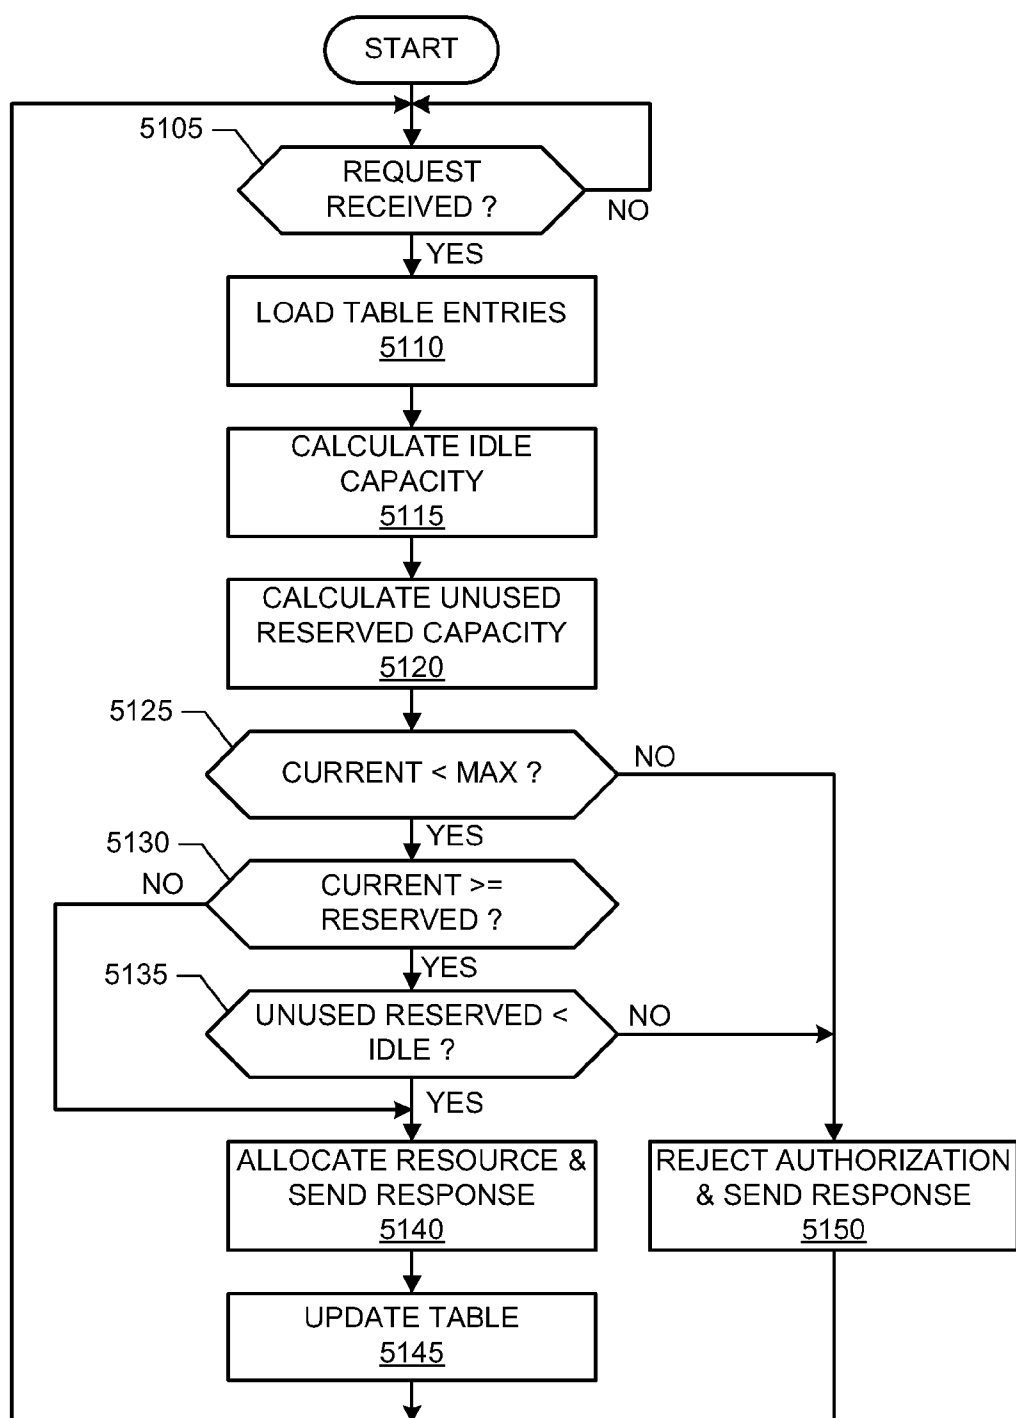 START
5105
REQUEST
RECEIVED ?
NO
YES
LOAD TABLE ENTRIES
5110
CALCULATE IDLE
CAPACITY
5115
CALCULATE UNUSED
RESERVED CAPACITY
5120
5125
CURRENT < MAX ?
NO
YES
5130
NO
CURRENT >=
RESERVED ?
YES
5135
UNUSED RESERVED <
IDLE ?
NO
YES
ALLOCATE RESOURCE &
SEND RESPONSE
5140
REJECT AUTHORIZATION
& SEND RESPONSE
5150
UPDATE TABLE
5145